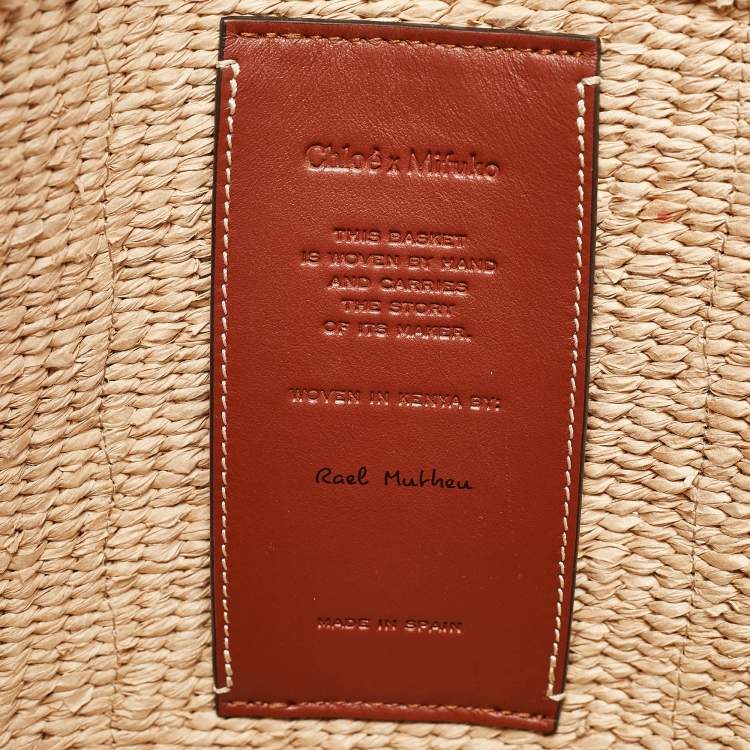 Chloé x Mifuko
THIS BASKET
IS WOVEN BY HAND
AND CARRIES
THE STORY
OF ITS MAKER.
WOVEN IN KENYA BY:
Rael Mutheu
MADE IN SPAIN